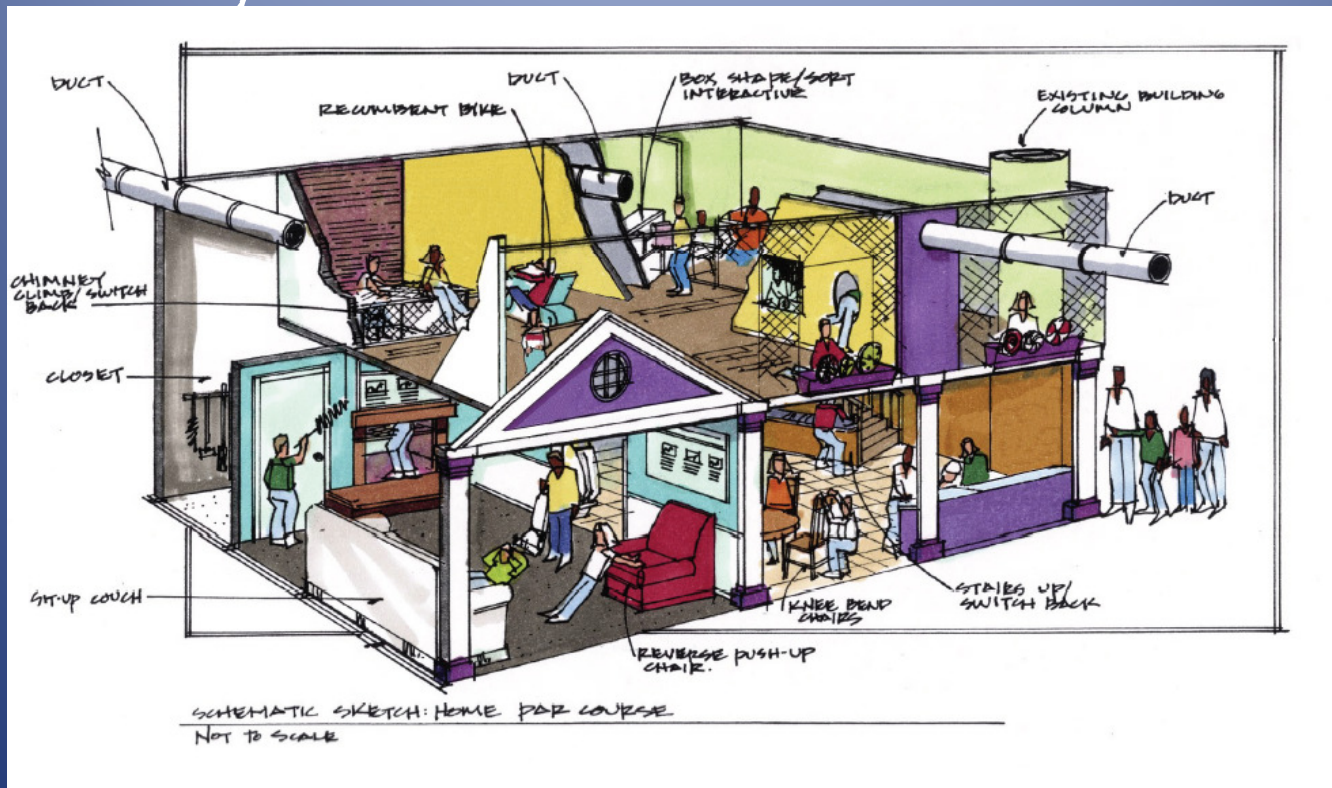 DUCT
DUCT
BOX SHAPE/SORT
INTERACTIVE
RECUMBENT BIKE
EXISTING BUILDING
COLUMN
DUCT
CHIMNEY
CLIMB/SWITCH
BACK
CLOSET
SIT-UP COUCH
KNEE BEND
CHAIRS
STAIRS UP/
SWITCH BACK
REVERSE PUSH-UP
CHAIR.
SCHEMATIC SKETCH: HOME PAR COURSE
NOT TO SCALE